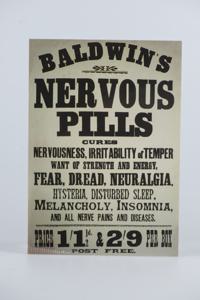 BALDWIN'S
NERVOUS
PILLS
CURES
NERVOUSNESS, IRRITABILITY of TEMPER
WANT OF STRENGTH AND ENERGY,
FEAR, DREAD, NEURALGIA,
HYSTERIA, DISTURBED SLEEP,
MELANCHOLY, INSOMNIA,
AND ALL NERVE PAINS AND DISEASES.
PRICE 1 1½d. & 2 9 PER BOX
POST FREE.